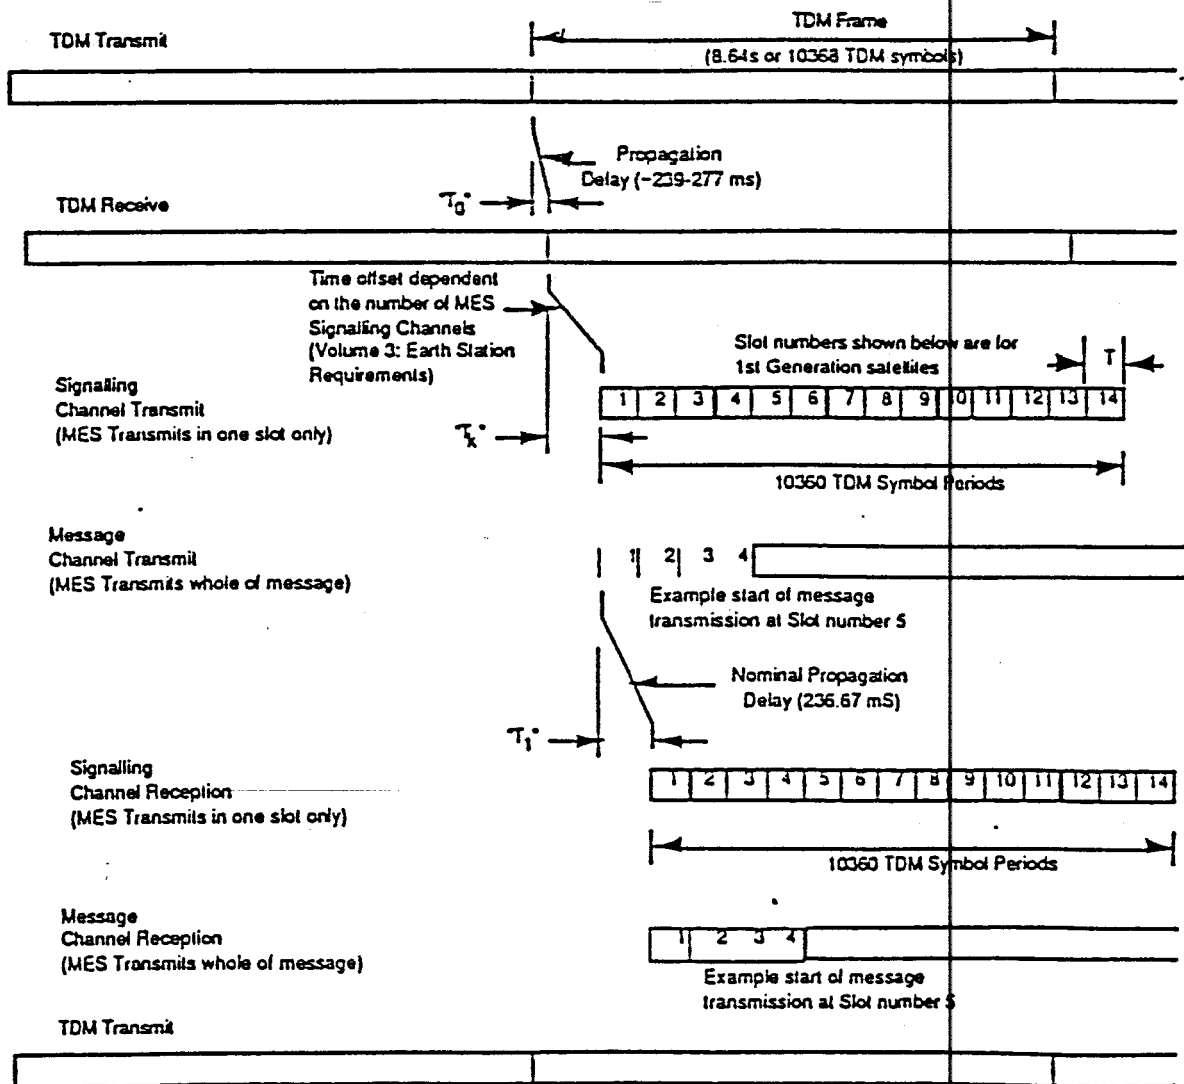 TDM Frame
TDM Transmit
(8.64s or 10368 TDM symbols)
Propagation
Delay (~239-277 ms)
"T0"
TDM Receive
Time offset dependent
on the number of MES
Signalling Channels
(Volume 3: Earth Station
Requirements)
Slot numbers shown below are for
1st Generation satellites
T
Signalling
Channel Transmit
(MES Transmits in one slot only)
1 2 3 4 5 6 7 8 9 10 11 12 13 14
"Tk"
10360 TDM Symbol Periods
Message
Channel Transmit
(MES Transmits whole of message)
1 2 3 4
Example start of message
transmission at Slot number 5
Nominal Propagation
Delay (236.67 mS)
"T1"
Signalling
Channel Reception
(MES Transmits in one slot only)
1 2 3 4 5 6 7 8 9 10 11 12 13 14
10360 TDM Symbol Periods
Message
Channel Reception
(MES Transmits whole of message)
1 2 3 4
Example start of message
transmission at Slot number 5
TDM Transmit